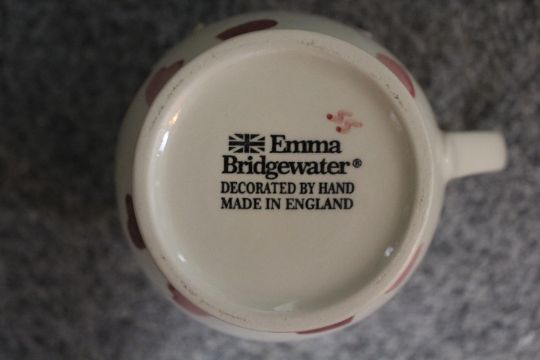 Emma
Bridgewater®
DECORATED BY HAND
MADE IN ENGLAND